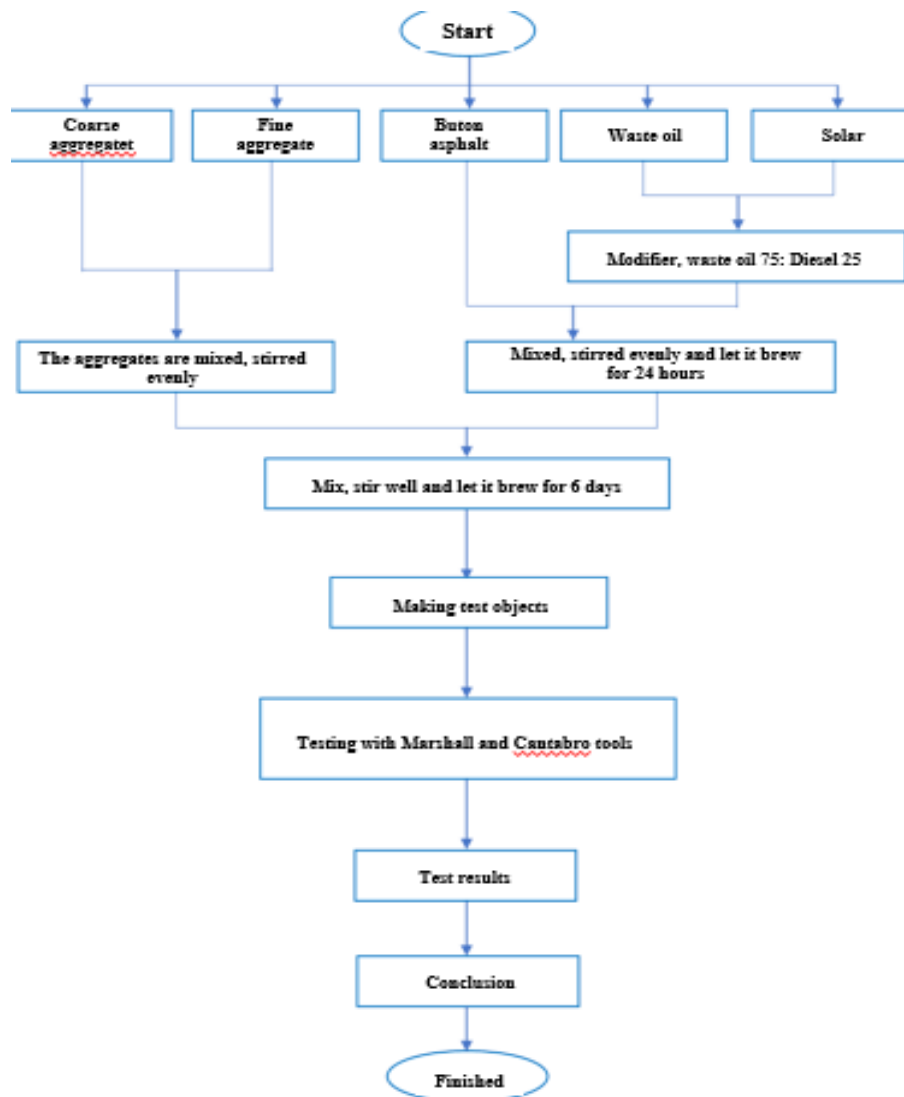 Start
Coarse
aggregatet
Fine
aggregate
Buton
asphalt
Waste oil
Solar
Modifier, waste oil 75: Diesel 25
The aggregates are mixed, stirred
evenly
Mixed, stirred evenly and let it brew
for 24 hours
Mix, stir well and let it brew for 6 days
Making test objects
Testing with Marshall and Cantabro tools
Test results
Conclusion
Finished